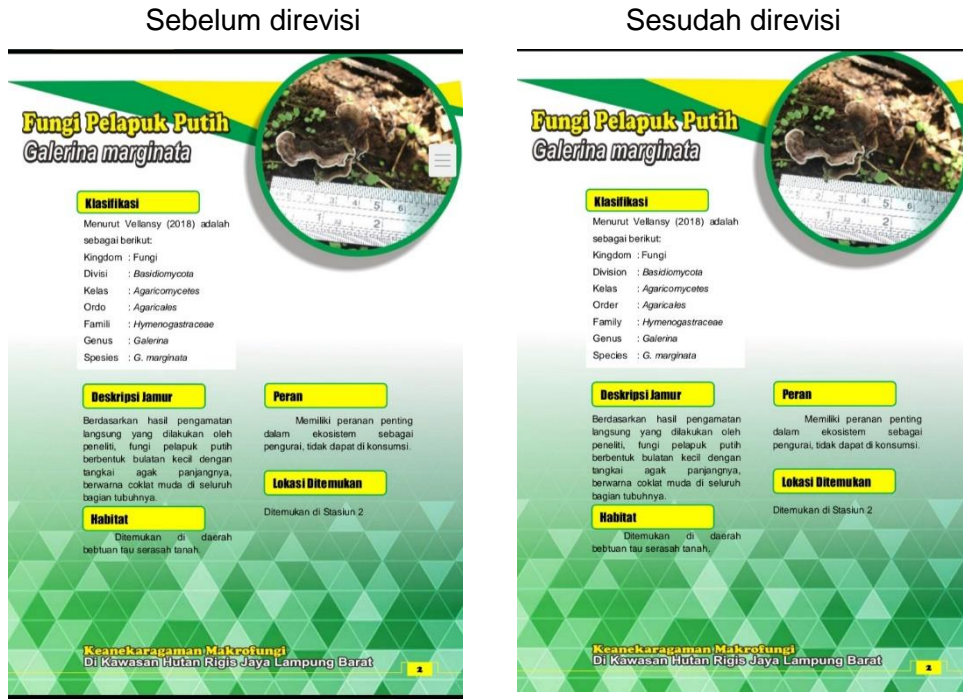 Sebelum direvisi
Fungi Pelapuk Putih
Galerina marginata
Klasifikasi
Menurut Vellansy (2018) adalah
sebagai berikut:
Kingdom : Fungi
Divisi : Basidiomycota
Kelas : Agaricomycetes
Ordo : Agaricales
Famili : Hymenogastraceae
Genus : Galerina
Spesies : G. marginata
Deskripsi Jamur
Berdasarkan hasil pengamatan
langsung yang dilakukan oleh
peneliti, fungi pelapuk putih
berbentuk bulatan kecil dengan
tangkai agak panjangnya,
berwarna coklat muda di seluruh
bagian tubuhnya.
Habitat
Ditemukan di daerah
bebtuan tau serasah tanah.
Peran
Memiliki peranan penting
dalam ekosistem sebagai
pengurai, tidak dapat di konsumsi.
Lokasi Ditemukan
Ditemukan di Stasiun 2
Keanekaragaman Makrofungi
Di Kawasan Hutan Rigis Jaya Lampung Barat
2
Sesudah direvisi
Fungi Pelapuk Putih
Galerina marginata
Klasifikasi
Menurut Vellansy (2018) adalah
sebagai berikut:
Kingdom : Fungi
Division : Basidiomycota
Kelas : Agaricomycetes
Order : Agaricales
Family : Hymenogastraceae
Genus : Galerina
Species : G. marginata
Deskripsi Jamur
Berdasarkan hasil pengamatan
langsung yang dilakukan oleh
peneliti, fungi pelapuk putih
berbentuk bulatan kecil dengan
tangkai agak panjangnya,
berwarna coklat muda di seluruh
bagian tubuhnya.
Habitat
Ditemukan di daerah
bebtuan tau serasah tanah.
Peran
Memiliki peranan penting
dalam ekosistem sebagai
pengurai, tidak dapat di konsumsi.
Lokasi Ditemukan
Ditemukan di Stasiun 2
Keanekaragaman Makrofungi
Di Kawasan Hutan Rigis Jaya Lampung Barat
2